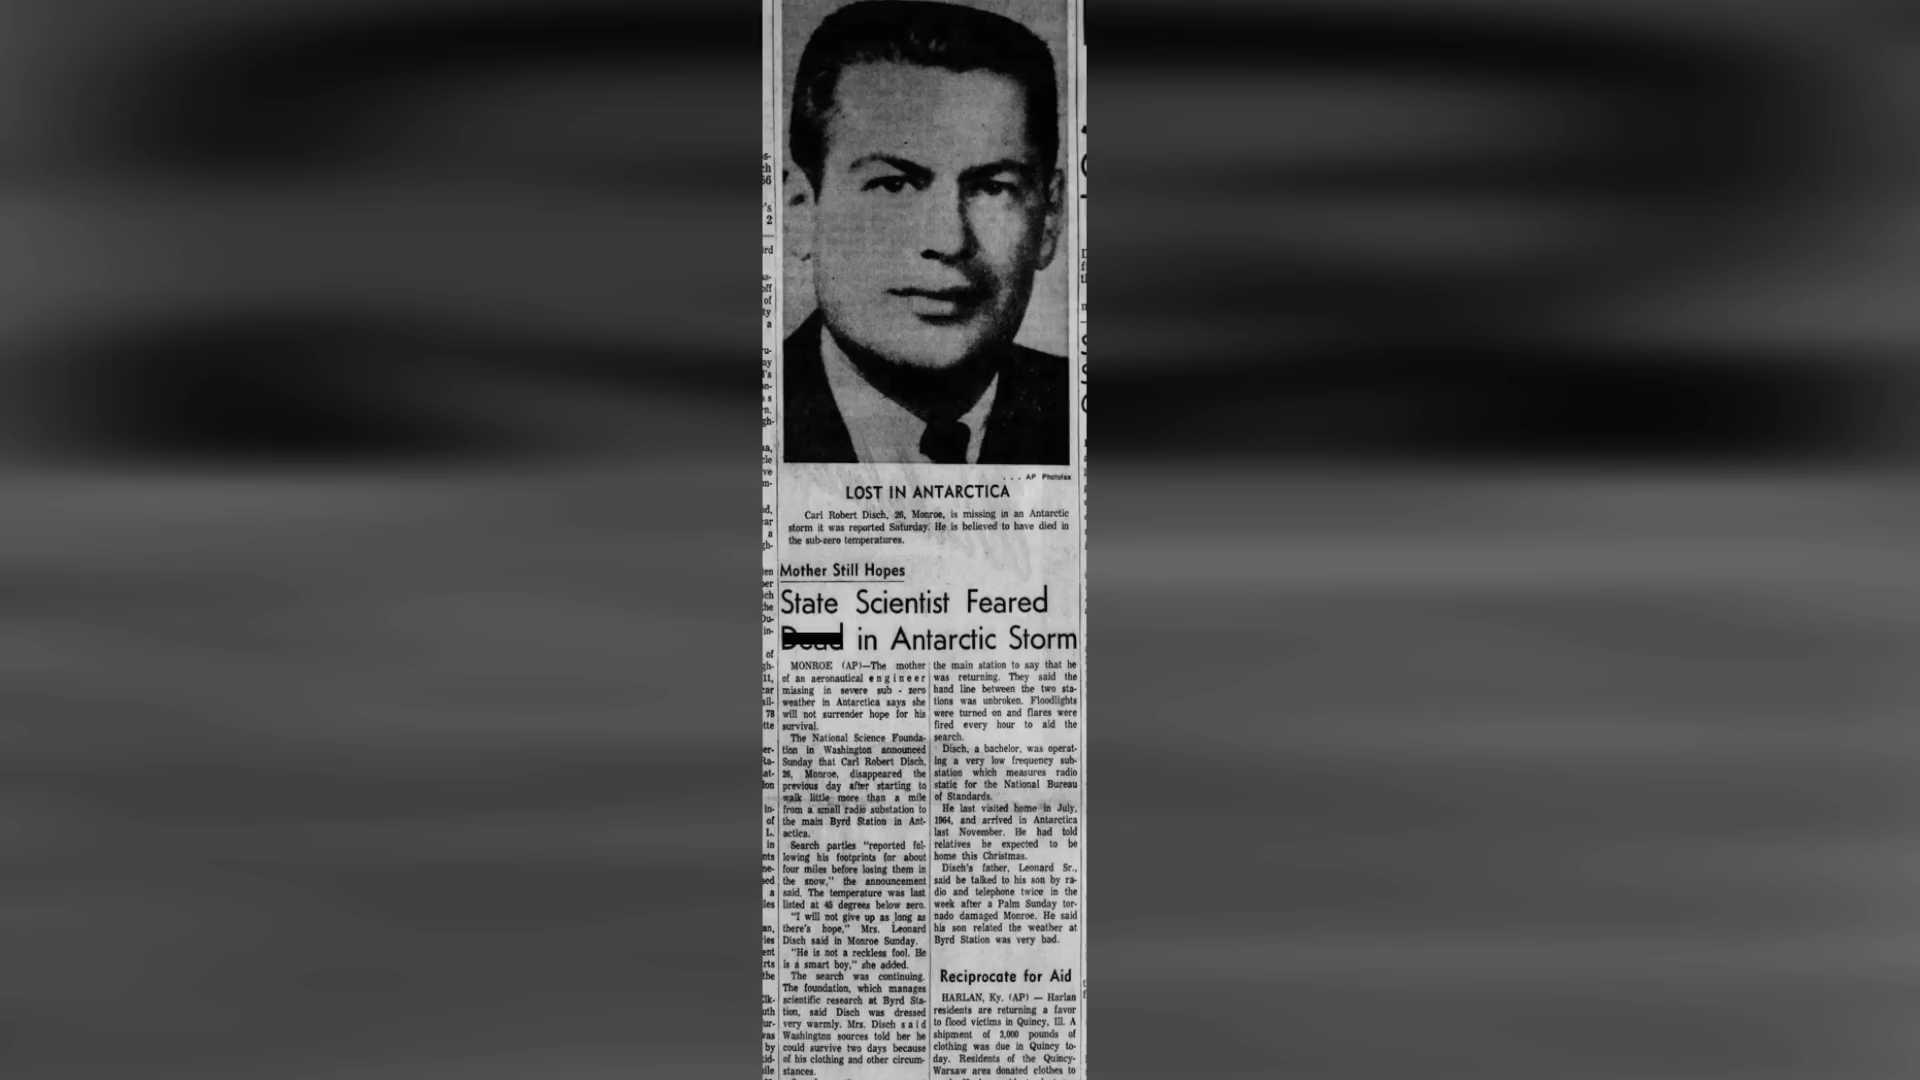 . . . AP Photofax
LOST IN ANTARCTICA
Carl Robert Disch, 26, Monroe, is missing in an Antarctic
storm it was reported Saturday. He is believed to have died in
the sub-zero temperatures.
Mother Still Hopes
State Scientist Feared
Dead in Antarctic Storm
MONROE (AP)—The mother
of an aeronautical engineer
missing in severe sub - zero
weather in Antarctica says she
will not surrender hope for his
survival.
The National Science Founda-
tion in Washington announced
Sunday that Carl Robert Disch,
26, Monroe, disappeared the
previous day after starting to
walk little more than a mile
from a small radio substation to
the main Byrd Station in Ant-
actica.
Search parties "reported fol-
lowing his footprints for about
four miles before losing them in
the snow," the announcement
said. The temperature was last
listed at 45 degrees below zero.
"I will not give up as long as
there's hope," Mrs. Leonard
Disch said in Monroe Sunday.
"He is not a reckless fool. He
is a smart boy," she added.
The search was continuing.
The foundation, which manages
scientific research at Byrd Sta-
tion, said Disch was dressed
very warmly. Mrs. Disch said
Washington sources told her he
could survive two days because
of his clothing and other circum-
stances.
the main station to say that he
was returning. They said the
hand line between the two sta-
tions was unbroken. Floodlights
were turned on and flares were
fired every hour to aid the
search.
Disch, a bachelor, was operat-
ing a very low frequency sub-
station which measures radio
static for the National Bureau
of Standards.
He last visited home in July,
1964, and arrived in Antarctica
last November. He had told
relatives he expected to be
home this Christmas.
Disch's father, Leonard Sr.,
said he talked to his son by ra-
dio and telephone twice in the
week after a Palm Sunday tor-
nado damaged Monroe. He said
his son related the weather at
Byrd Station was very bad.
Reciprocate for Aid
HARLAN, Ky. (AP) — Harlan
residents are returning a favor
to flood victims in Quincy, Ill. A
shipment of 3,000 pounds of
clothing was due in Quincy to-
day. Residents of the Quincy-
Warsaw area donated clothes to